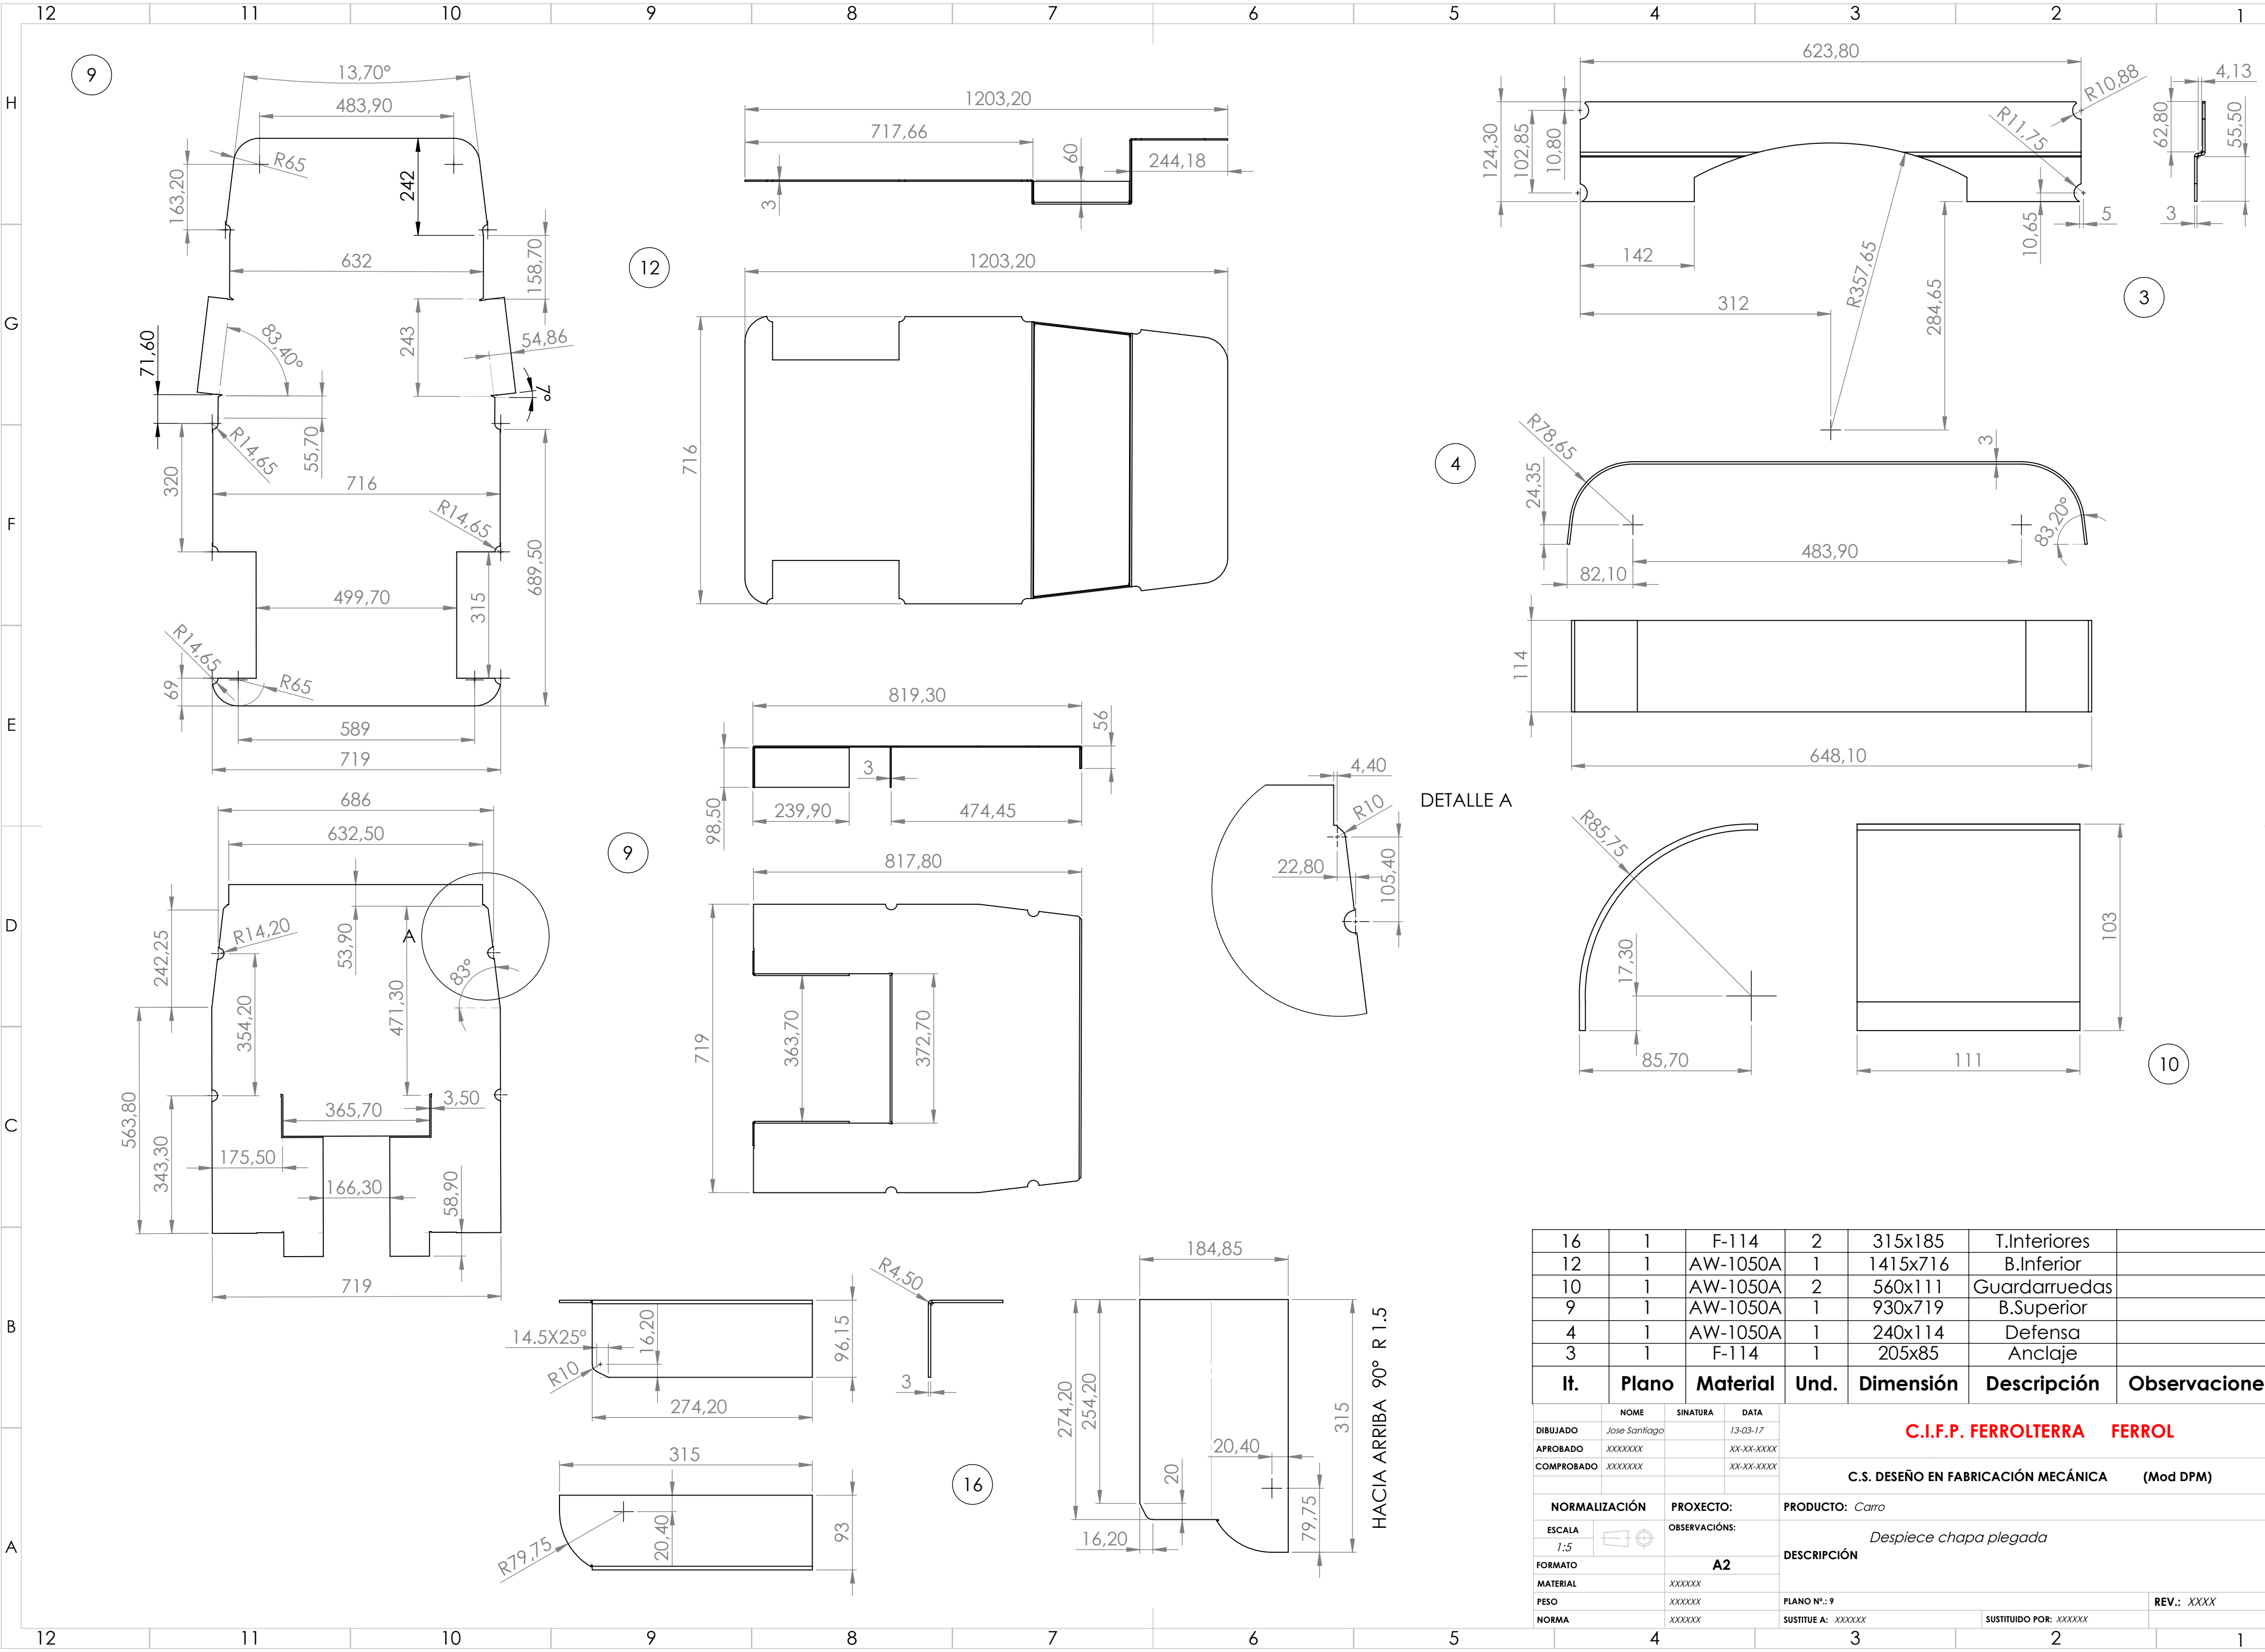 12 11 10 9 8 7 6 5 4 3 2 1
H
G
F
E
D
C
B
A
9
13,70°
483,90
R65
163,20
242
632
158,70
71,60
83,40°
243
54,86
7°
R14,65
55,70
320
716
R14,65
689,50
499,70
315
R14,65
R65
69
589
719
12
1203,20
717,66
60
244,18
3
1203,20
716
623,80
R10,88
4,13
124,30
102,85
10,80
R11,75
62,80
55,50
142
10,65
5
3
R357,65
312
284,65
3
4
R78,65
3
24,35
83,20°
483,90
82,10
114
648,10
819,30
56
3
98,50
239,90
474,45
9
817,80
719
363,70
372,70
4,40
R10
DETALLE A
22,80
105,40
R85,75
17,30
85,70
103
111
10
686
632,50
R14,20
242,25
53,90
A
83°
354,20
471,30
563,80
343,30
365,70
3,50
175,50
166,30
58,90
719
14.5X25°
16,20
96,15
R10
274,20
R4,50
3
315
R79,75
20,40
93
16
184,85
274,20
254,20
315
20,40
20
79,75
16,20
HACIA ARRIBA 90° R 1.5
16 1 F-114 2 315x185 T.Interiores
12 1 AW-1050A 1 1415x716 B.Inferior
10 1 AW-1050A 2 560x111 Guardarruedas
9 1 AW-1050A 1 930x719 B.Superior
4 1 AW-1050A 1 240x114 Defensa
3 1 F-114 1 205x85 Anclaje
It. Plano Material Und. Dimensión Descripción Observacione
NOME SINATURA DATA
DIBUJADO Jose Santiago 13-03-17
APROBADO XXXXXXX XX-XX-XXXX
COMPROBADO XXXXXXX XX-XX-XXXX
C.I.F.P. FERROLTERRA FERROL
C.S. DESEÑO EN FABRICACIÓN MECÁNICA (Mod DPM)
NORMALIZACIÓN PROXECTO: PRODUCTO: Carro
ESCALA
1:5
OBSERVACIÓNS:
DESCRIPCIÓN Despiece chapa plegada
FORMATO A2
MATERIAL XXXXXX
PESO XXXXXX PLANO Nº.: 9 REV.: XXXX
NORMA XXXXXX SUSTITUE A: XXXXXX SUSTITUIDO POR: XXXXXX
12 11 10 9 8 7 6 5 4 3 2 1